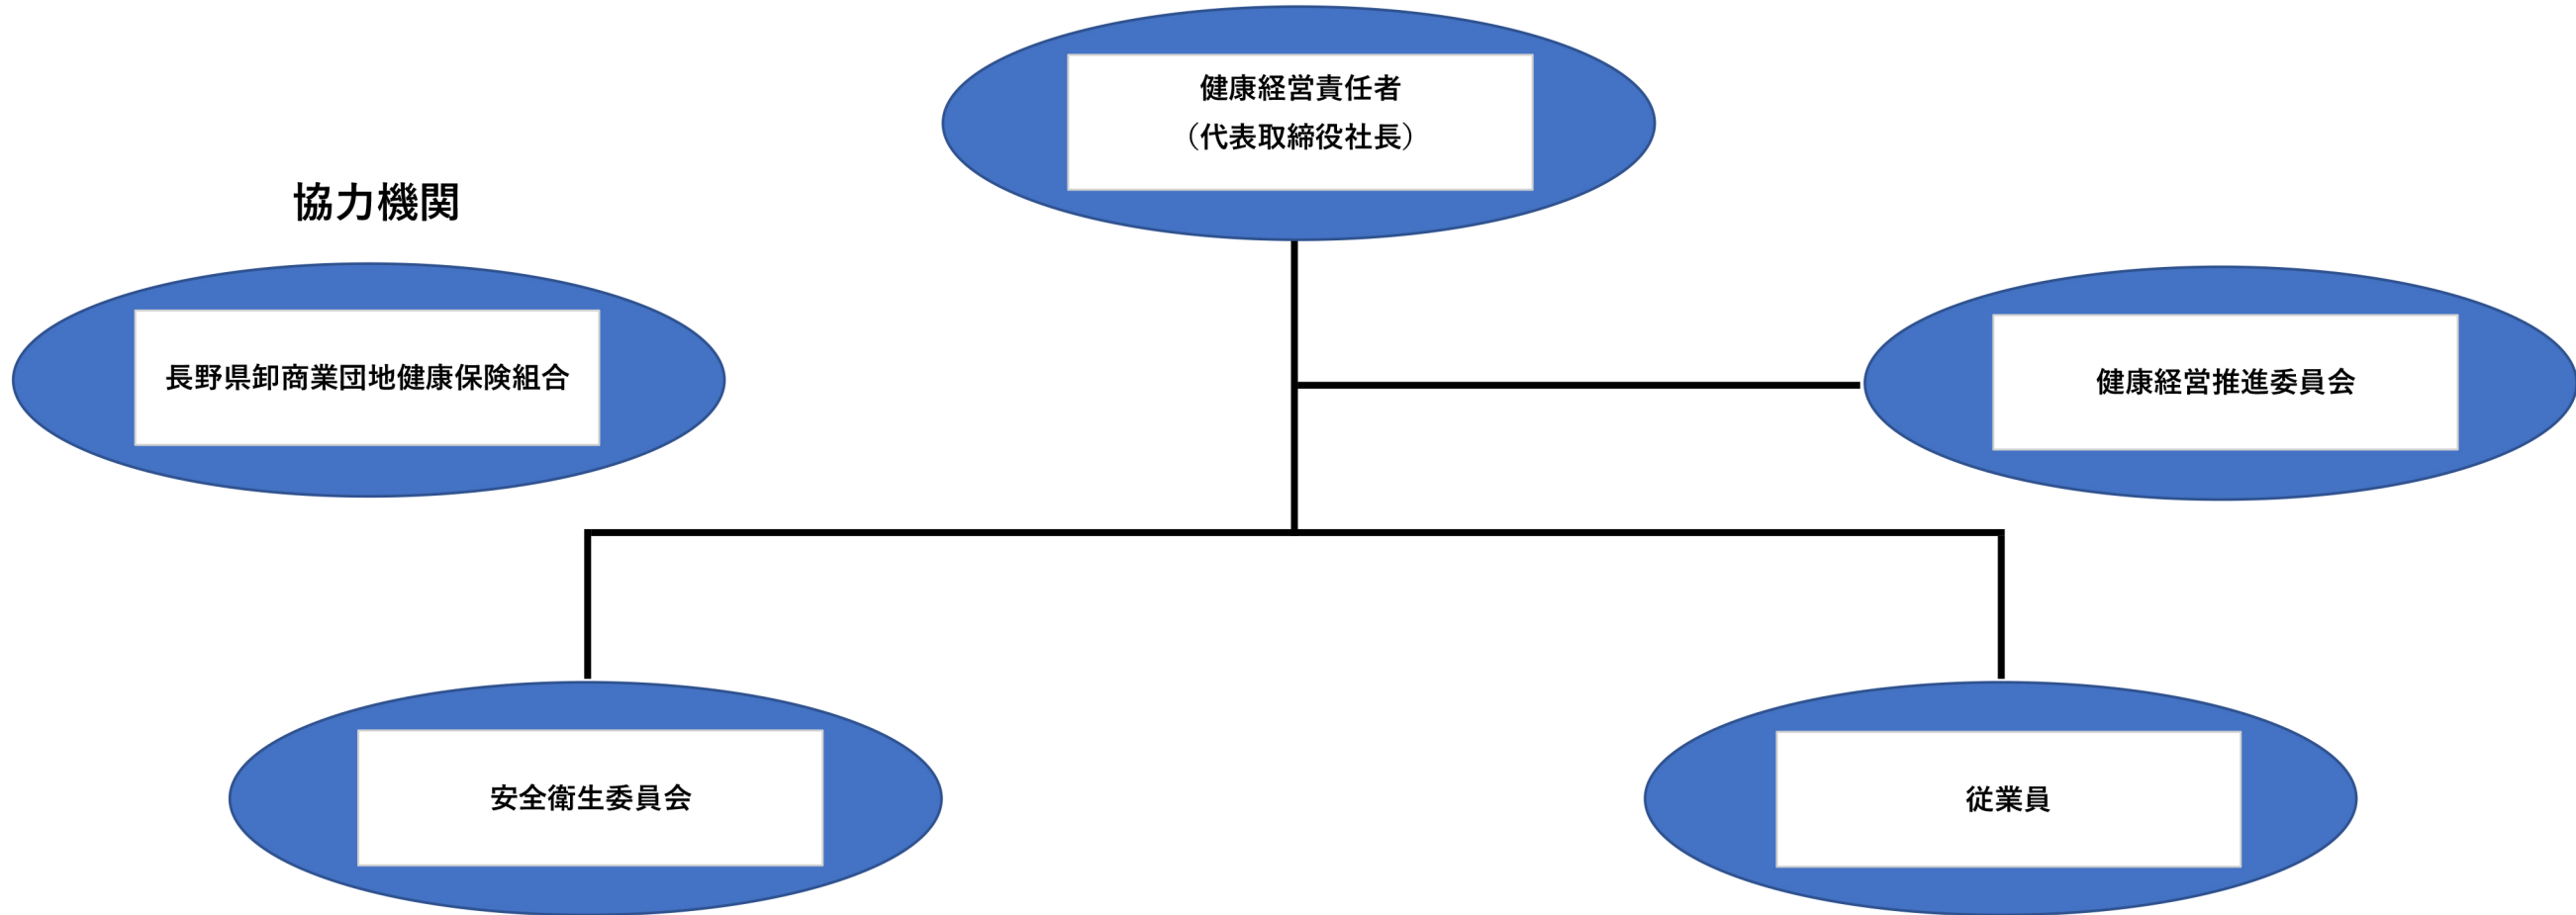 健康経営責任者
（代表取締役社長）
協力機関
長野県卸商業団地健康保険組合
健康経営推進委員会
安全衛生委員会
従業員